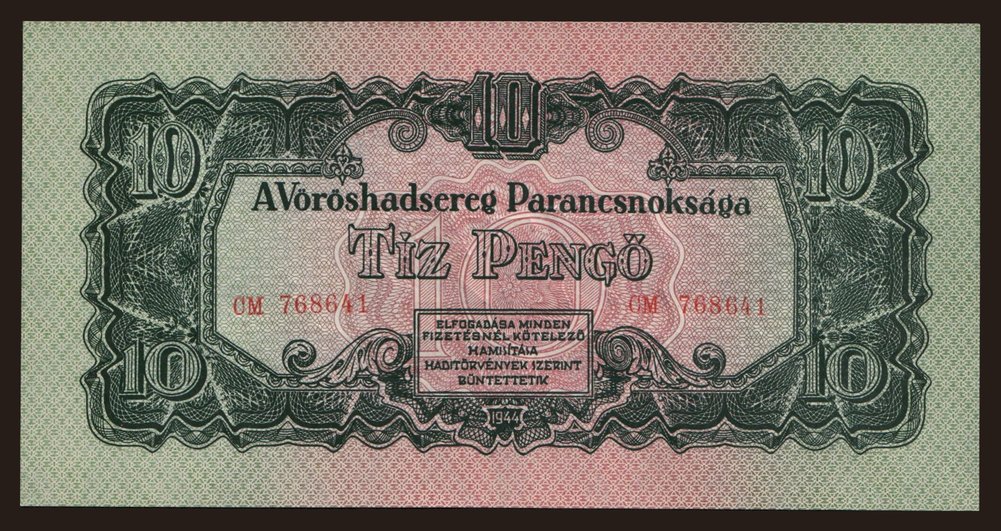 10
10 10
A Vöröshadsereg Parancsnoksága
TÍZ PENGŐ
CM 768641 CM 768641
ELFOGADÁSA MINDEN
FIZETÉSNÉL KÖTELEZŐ
HAMISÍTÁSA
HADITÖRVÉNYEK SZERINT
BÜNTETTETIK
10 10
1944